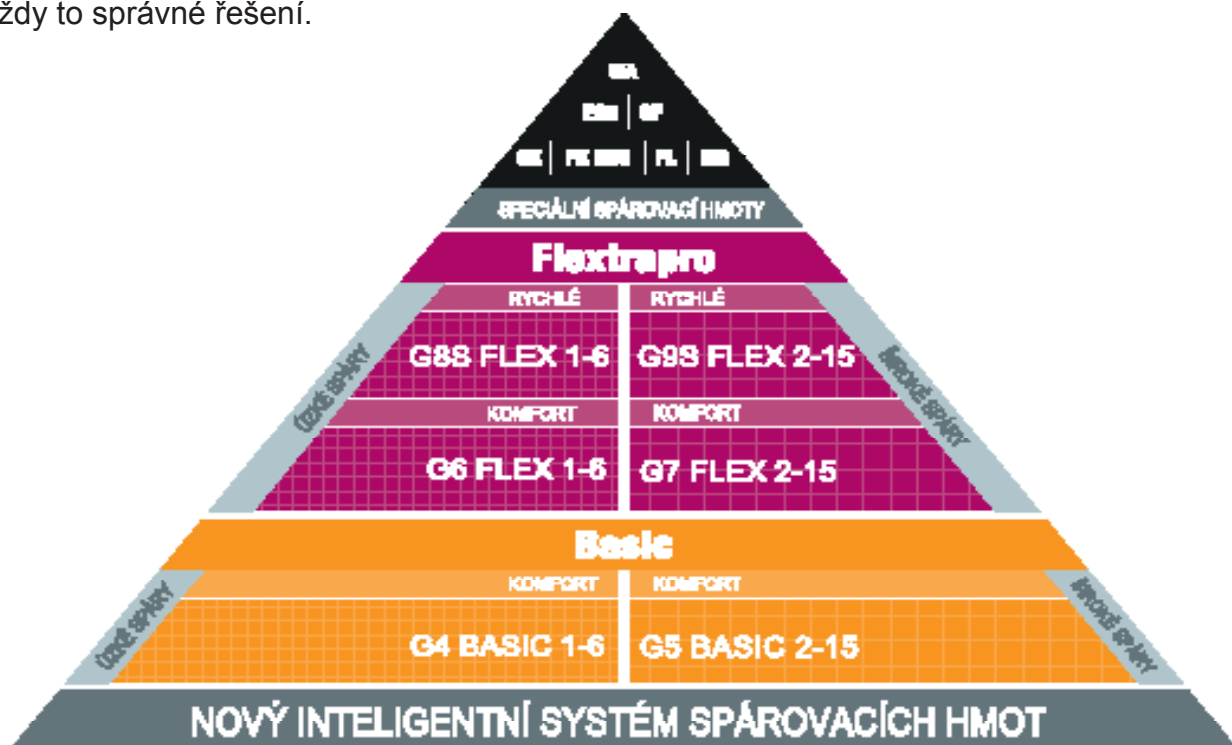 ždy to správné řešení.
GF
FL
SPECIÁLNÍ SPÁROVACÍ HMOTY
Flextrapro
RYCHLÉ RYCHLÉ
G8S FLEX 1-6 G9S FLEX 2-15
ÚZKÉ SPÁRY ŠIROKÉ SPÁRY
KOMFORT KOMFORT
G6 FLEX 1-6 G7 FLEX 2-15
Basic
KOMFORT KOMFORT
ÚZKÉ SPÁRY ŠIROKÉ SPÁRY
G4 BASIC 1-6 G5 BASIC 2-15
NOVÝ INTELIGENTNÍ SYSTÉM SPÁROVACÍCH HMOT